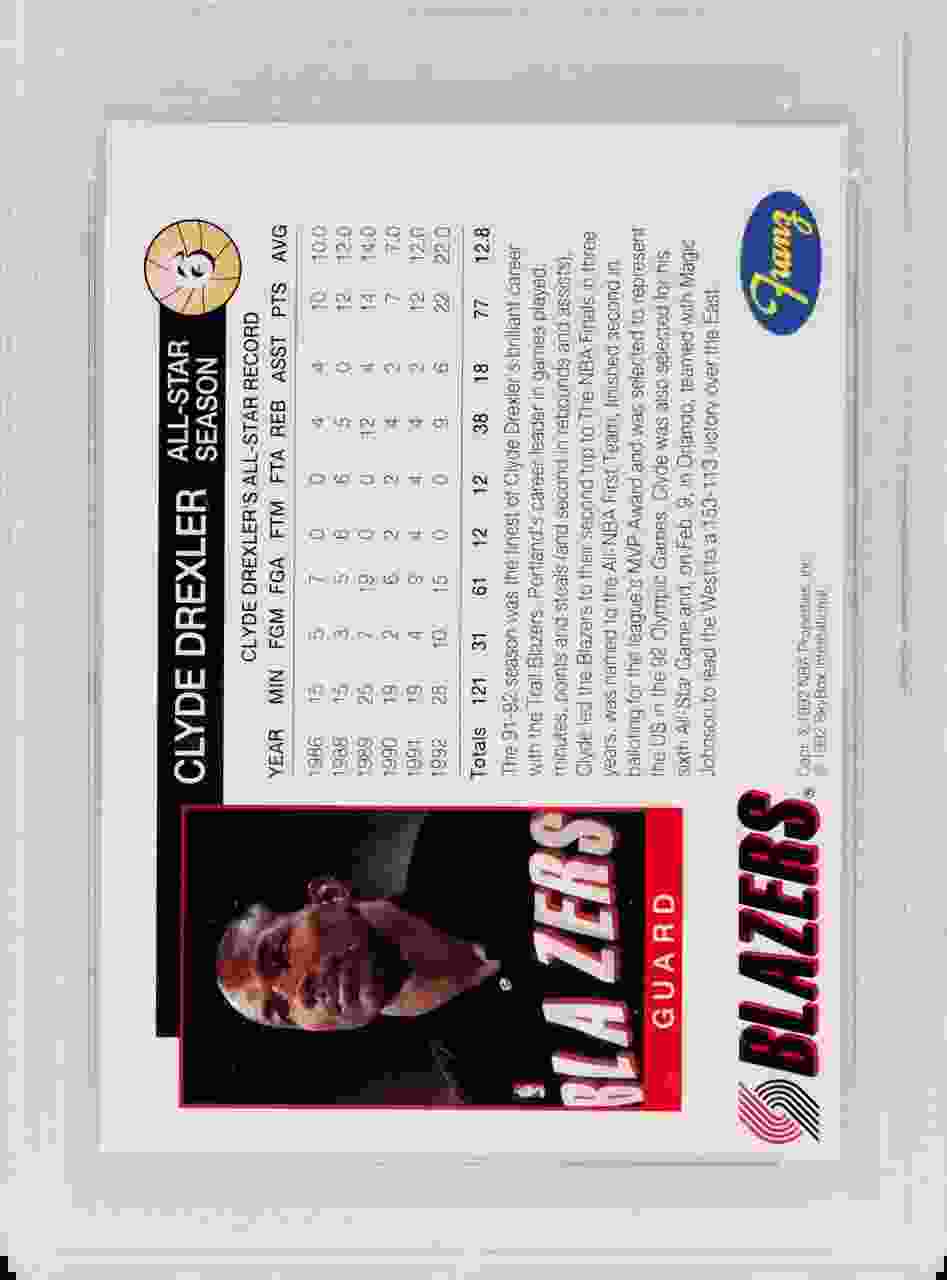 CLYDE DREXLER
ALL-STAR
SEASON
3
CLYDE DREXLER'S ALL-STAR RECORD
YEAR MIN FGM FGA FTM FTA REB ASST PTS AVG
1986 15 5 7 0 0 4 4 10 10.0
1988 15 3 5 6 6 5 0 12 12.0
1989 25 7 19 0 0 12 4 14 14.0
1990 19 2 6 2 2 4 2 7 7.0
1991 19 4 9 4 4 4 2 12 12.0
1992 28 10 15 0 0 9 6 22 22.0
Totals 121 31 61 12 12 38 18 77 12.8
The 91-92 season was the finest of Clyde Drexler's brilliant career
with the Trail Blazers. Portland's career leader in games played,
minutes, points and steals (and second in rebounds and assists),
Clyde led the Blazers to their second trip to The NBA Finals in three
years, was named to the All-NBA First Team, finished second in
balloting for the league's MVP Award and was selected to represent
the US in the 92 Olympic Games. Clyde was also selected for his
sixth All-Star Game and, on Feb. 9, in Orlando, teamed with Magic
Johnson to lead the West to a 153-113 victory over the East.
BLAZERS
GUARD
BLAZERS®
Copr. & 1992 NBA Properties, Inc.
© 1992 SkyBox International
Franz